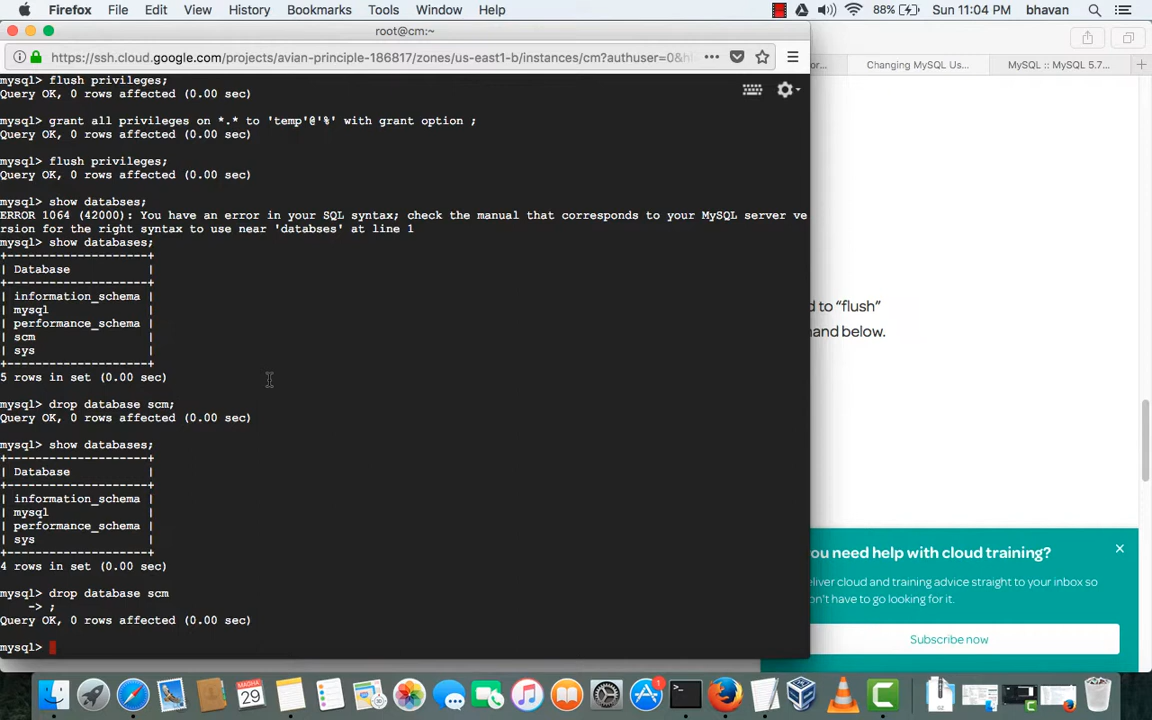 Firefox File Edit View History Bookmarks Tools Window Help 88% Sun 11:04 PM bhavan
root@cm:~
https://ssh.cloud.google.com/projects/avian-principle-186817/zones/us-east1-b/instances/cm?authuser=0&h
Changing MySQL Us... MySQL :: MySQL 5.7...
mysql> flush privileges;
Query OK, 0 rows affected (0.00 sec)
mysql> grant all privileges on *.* to 'temp'@'%' with grant option ;
Query OK, 0 rows affected (0.00 sec)
mysql> flush privileges;
Query OK, 0 rows affected (0.00 sec)
mysql> show databses;
ERROR 1064 (42000): You have an error in your SQL syntax; check the manual that corresponds to your MySQL server ve
rsion for the right syntax to use near 'databses' at line 1
mysql> show databases;
+--------------------+
| Database |
+--------------------+
| information_schema |
| mysql |
| performance_schema |
| scm |
| sys |
+--------------------+
5 rows in set (0.00 sec)
mysql> drop database scm;
Query OK, 0 rows affected (0.00 sec)
mysql> show databases;
+--------------------+
| Database |
+--------------------+
| information_schema |
| mysql |
| performance_schema |
| sys |
+--------------------+
4 rows in set (0.00 sec)
mysql> drop database scm
-> ;
Query OK, 0 rows affected (0.00 sec)
mysql>
d to “flush”
and below.
you need help with cloud training?
liver cloud and training advice straight to your inbox so
on't have to go looking for it.
Subscribe now
AUG
29
1